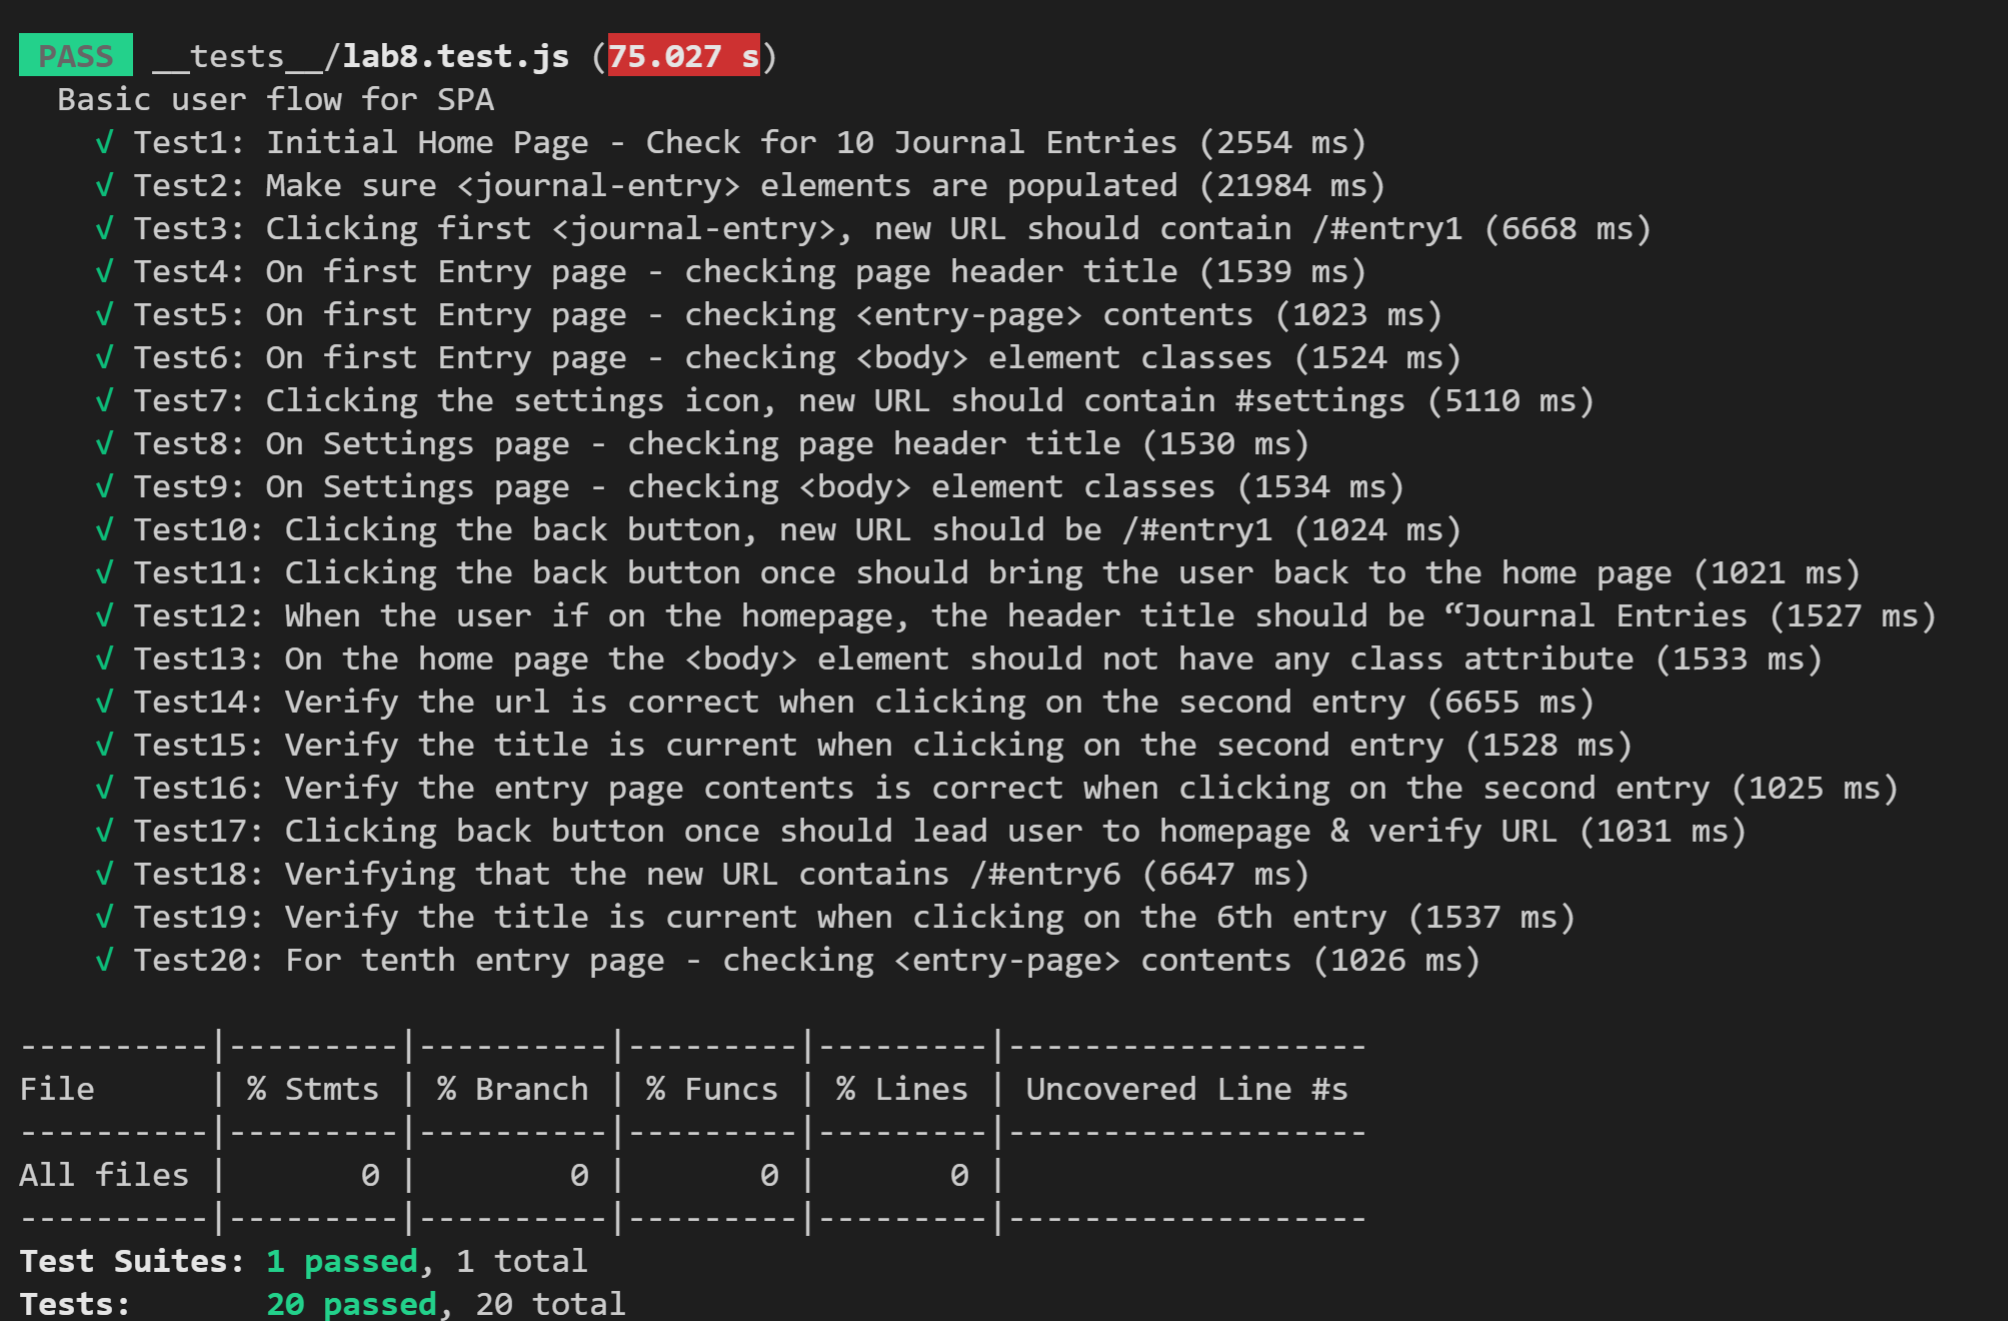 PASS __tests__/lab8.test.js (75.027 s)
  Basic user flow for SPA
    √ Test1: Initial Home Page - Check for 10 Journal Entries (2554 ms)
    √ Test2: Make sure <journal-entry> elements are populated (21984 ms)
    √ Test3: Clicking first <journal-entry>, new URL should contain /#entry1 (6668 ms)
    √ Test4: On first Entry page - checking page header title (1539 ms)
    √ Test5: On first Entry page - checking <entry-page> contents (1023 ms)
    √ Test6: On first Entry page - checking <body> element classes (1524 ms)
    √ Test7: Clicking the settings icon, new URL should contain #settings (5110 ms)
    √ Test8: On Settings page - checking page header title (1530 ms)
    √ Test9: On Settings page - checking <body> element classes (1534 ms)
    √ Test10: Clicking the back button, new URL should be /#entry1 (1024 ms)
    √ Test11: Clicking the back button once should bring the user back to the home page (1021 ms)
    √ Test12: When the user if on the homepage, the header title should be “Journal Entries (1527 ms)
    √ Test13: On the home page the <body> element should not have any class attribute (1533 ms)
    √ Test14: Verify the url is correct when clicking on the second entry (6655 ms)
    √ Test15: Verify the title is current when clicking on the second entry (1528 ms)
    √ Test16: Verify the entry page contents is correct when clicking on the second entry (1025 ms)
    √ Test17: Clicking back button once should lead user to homepage & verify URL (1031 ms)
    √ Test18: Verifying that the new URL contains /#entry6 (6647 ms)
    √ Test19: Verify the title is current when clicking on the 6th entry (1537 ms)
    √ Test20: For tenth entry page - checking <entry-page> contents (1026 ms)

----------|---------|----------|---------|---------|-------------------
File      | % Stmts | % Branch | % Funcs | % Lines | Uncovered Line #s
----------|---------|----------|---------|---------|-------------------
All files |       0 |        0 |       0 |       0 |
----------|---------|----------|---------|---------|-------------------
Test Suites: 1 passed, 1 total
Tests:       20 passed, 20 total